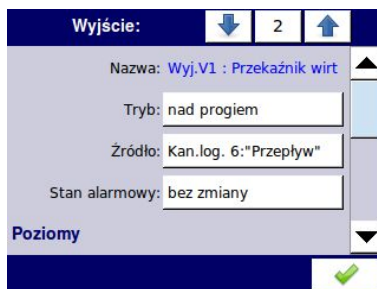 Wyjście: 2
Nazwa: Wyj.V1 : Przekaźnik wirt
Tryb: nad progiem
Źródło: Kan.log. 6:"Przepływ"
Stan alarmowy: bez zmiany
Poziomy